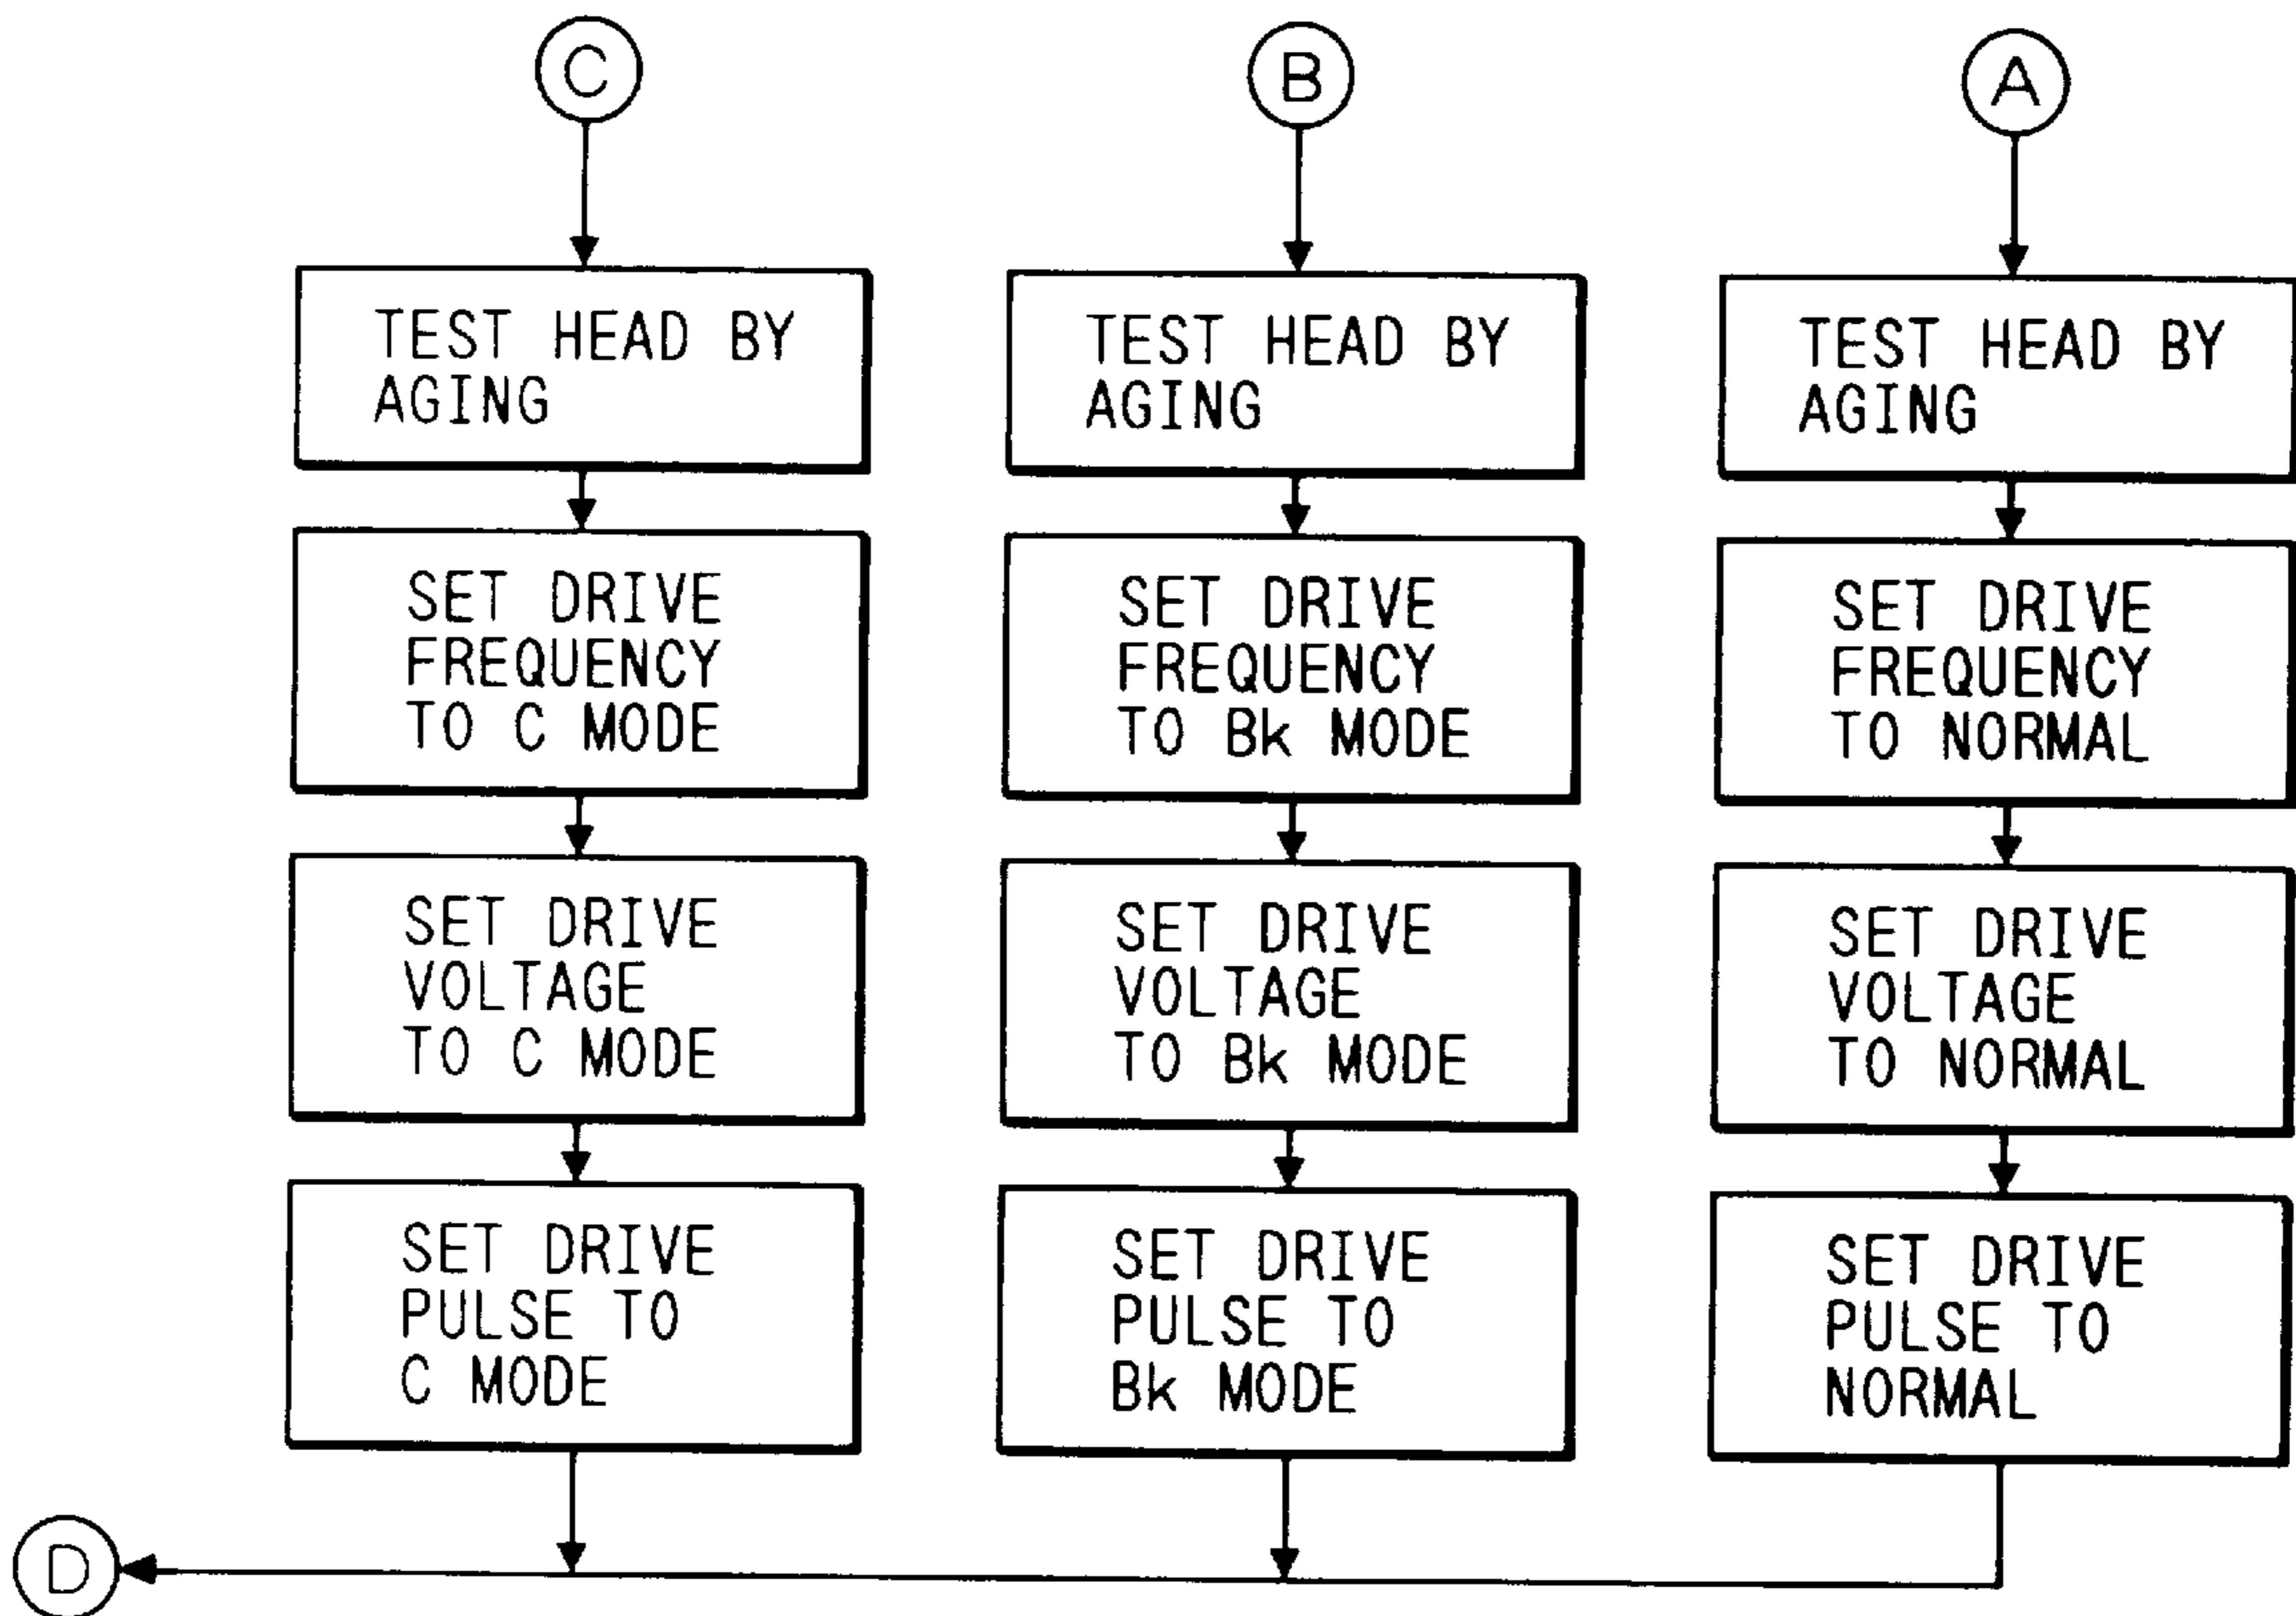 C
B
A
TEST HEAD BY
AGING
TEST HEAD BY
AGING
TEST HEAD BY
AGING
SET DRIVE
FREQUENCY
TO C MODE
SET DRIVE
FREQUENCY
TO Bk MODE
SET DRIVE
FREQUENCY
TO NORMAL
SET DRIVE
VOLTAGE
TO C MODE
SET DRIVE
VOLTAGE
TO Bk MODE
SET DRIVE
VOLTAGE
TO NORMAL
SET DRIVE
PULSE TO
C MODE
SET DRIVE
PULSE TO
Bk MODE
SET DRIVE
PULSE TO
NORMAL
D